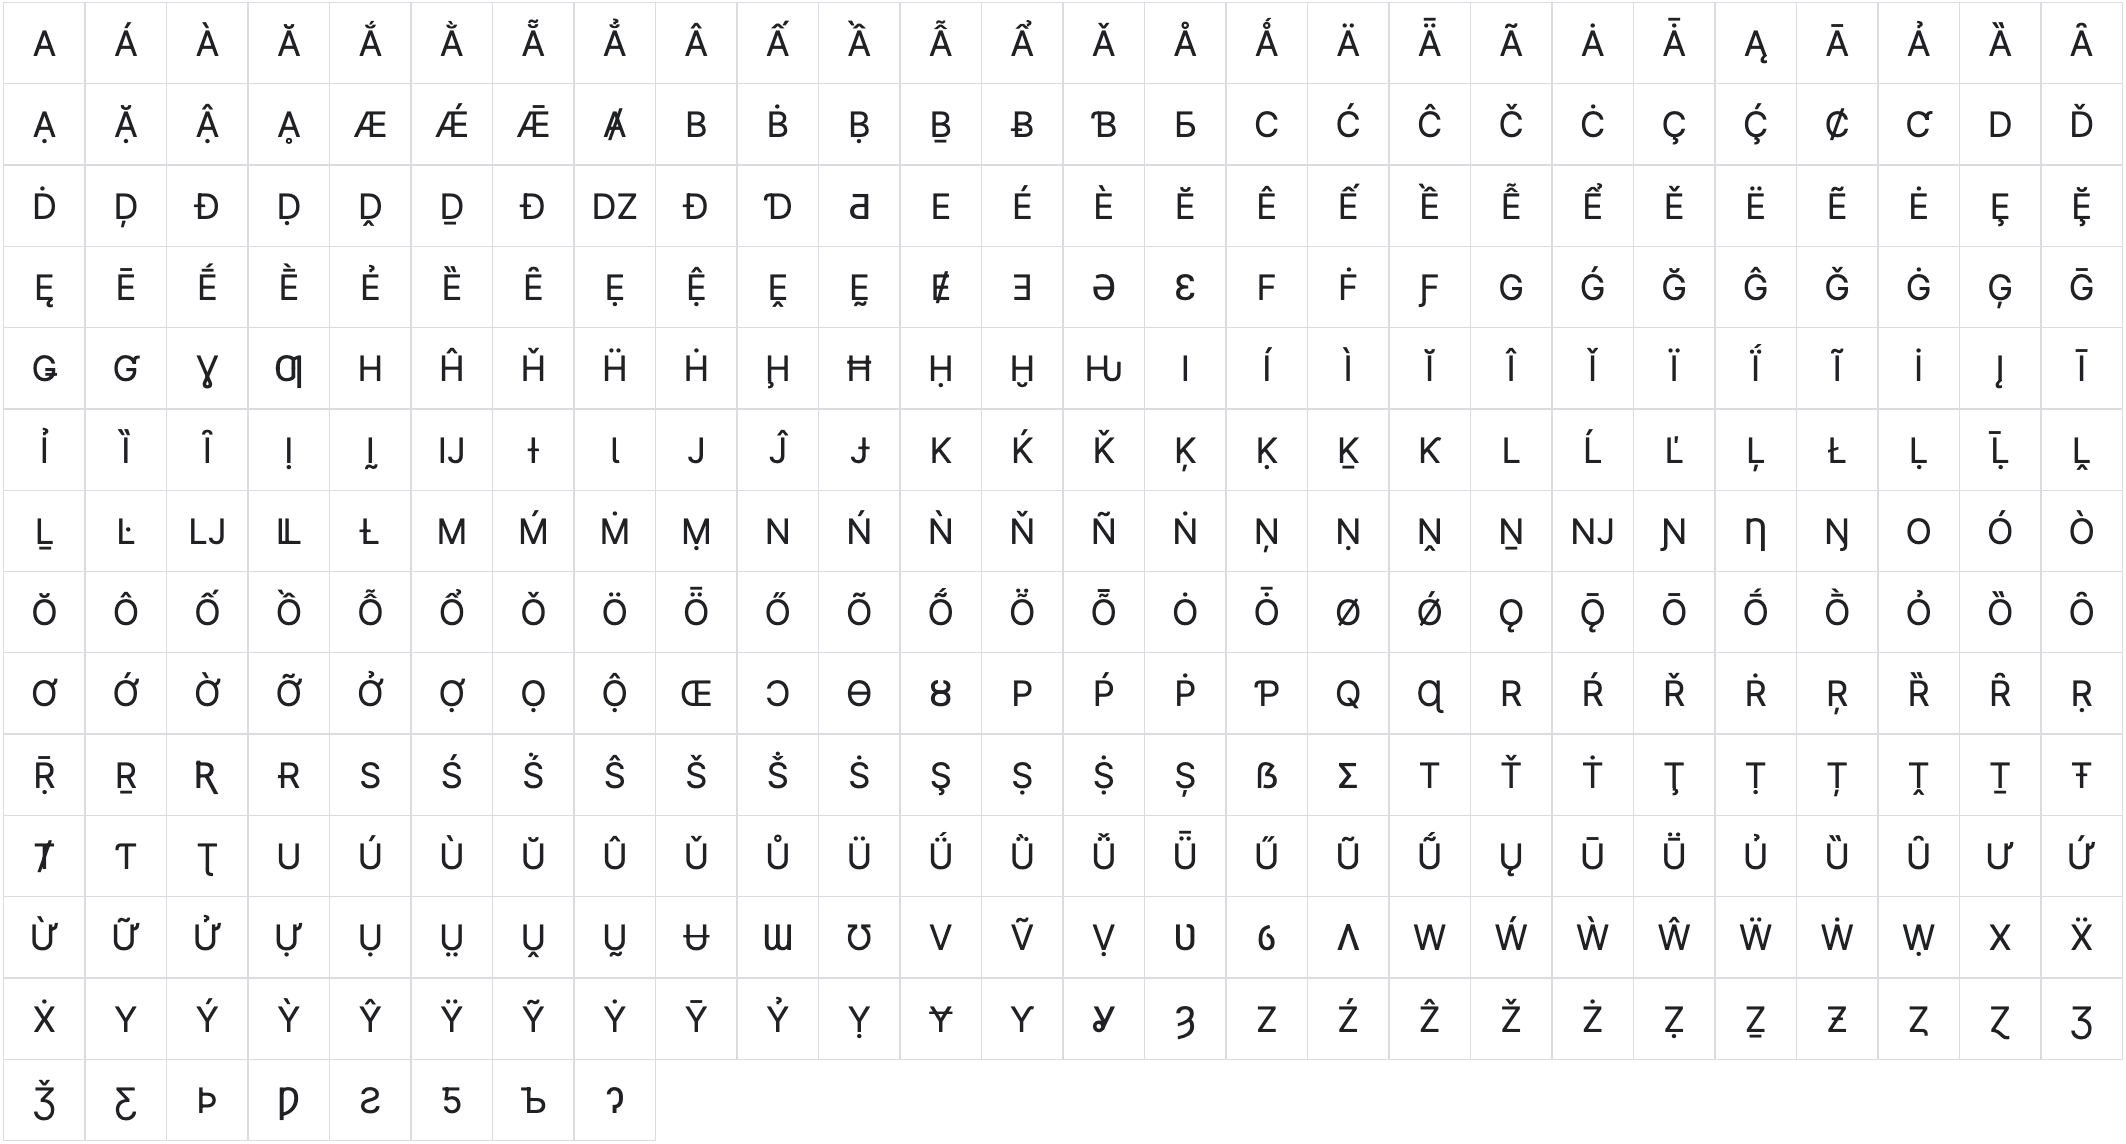 A Á À Ă Ắ Ằ Ẵ Ẳ Â Ấ Ầ Ẫ Ẩ Ǎ Å Ǻ Ä Ǟ Ã Ȧ Ǡ Ą Ā Ả Ȁ Ȃ
Ạ Ặ Ậ Ḁ Æ Ǽ Ǣ Ⱥ B Ḃ Ḅ Ḇ Ƀ Ɓ Ƃ C Ć Ĉ Č Ċ Ç Ḉ Ȼ Ƈ D Ď
Ḋ Ḑ Đ Ḍ Ḓ Ḏ Ð Ǳ Ɖ Ɗ Ƌ E É È Ĕ Ê Ế Ề Ễ Ể Ě Ë Ẽ Ė Ȩ Ḝ
Ę Ē Ḗ Ḕ Ẻ Ȅ Ȇ Ẹ Ệ Ḙ Ḛ Ɇ Ǝ Ə Ɛ F Ḟ Ƒ G Ǵ Ğ Ĝ Ǧ Ġ Ģ Ḡ
Ǥ Ɠ Ɣ Ƣ H Ĥ Ȟ Ḧ Ḣ Ḩ Ħ Ḥ Ḫ Ƕ I Í Ì Ĭ Î Ǐ Ï Ḯ Ĩ İ Į Ī
Ỉ Ȉ Ȋ Ị Ḭ Ĳ Ɨ Ɩ J Ĵ Ɉ K Ḱ Ǩ Ķ Ḳ Ḵ Ƙ L Ĺ Ľ Ļ Ł Ḷ Ḹ Ḽ
Ḻ Ŀ Ǉ Ỻ Ƚ M Ḿ Ṁ Ṃ N Ń Ǹ Ň Ñ Ṅ Ņ Ṇ Ṋ Ṉ Ǌ Ɲ Ƞ Ŋ O Ó Ò
Ŏ Ô Ố Ồ Ỗ Ổ Ǒ Ö Ȫ Ő Õ Ṍ Ṏ Ȭ Ȯ Ȱ Ø Ǿ Ǫ Ǭ Ō Ṓ Ṑ Ỏ Ȍ Ȏ
Ơ Ớ Ờ Ỡ Ở Ợ Ọ Ộ Œ Ɔ Ɵ Ȣ P Ṕ Ṗ Ƥ Q Ɋ R Ŕ Ř Ṙ Ŗ Ȑ Ȓ Ṛ
Ṝ Ṟ Ʀ Ɍ S Ś Ṥ Ŝ Š Ṧ Ṡ Ş Ṣ Ṩ Ș ẞ Ʃ T Ť Ṫ Ţ Ṭ Ț Ṱ Ṯ Ŧ
Ⱦ Ƭ Ʈ U Ú Ù Ŭ Û Ǔ Ů Ü Ǘ Ǜ Ǚ Ǖ Ű Ũ Ṹ Ų Ū Ṻ Ủ Ȕ Ȗ Ư Ứ
Ừ Ữ Ử Ự Ụ Ṳ Ṷ Ṵ Ʉ Ɯ Ʊ V Ṽ Ṿ Ʋ Ỽ Ʌ W Ẃ Ẁ Ŵ Ẅ Ẇ Ẉ X Ẍ
Ẋ Y Ý Ỳ Ŷ Ÿ Ỹ Ẏ Ȳ Ỷ Ỵ Ɏ Ƴ Ỿ Ȝ Z Ź Ẑ Ž Ż Ẓ Ẕ Ƶ Ȥ Ɀ Ʒ
Ǯ Ƹ Þ Ƿ Ƨ Ƽ Ƅ Ɂ